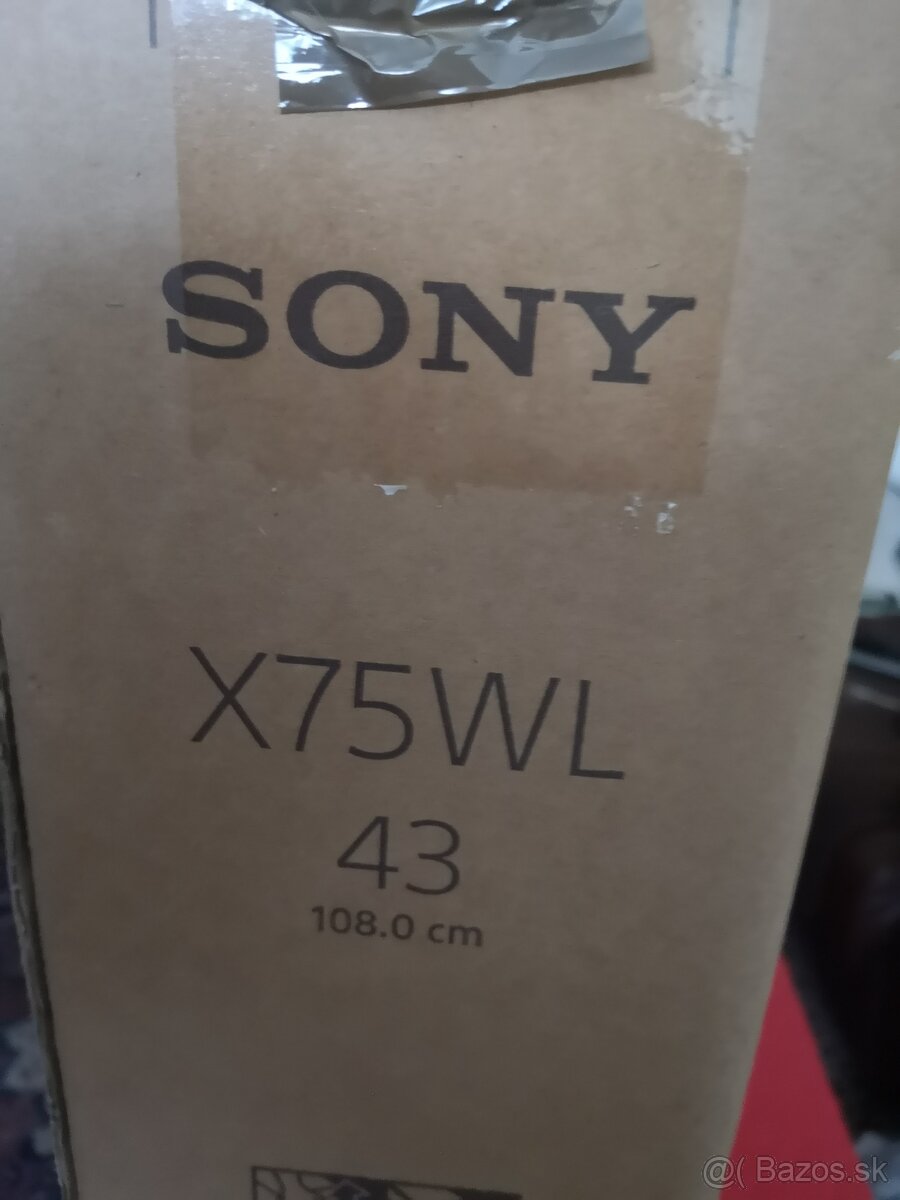 SONY
X75WL
43
108.0 cm
@( Bazos.sk